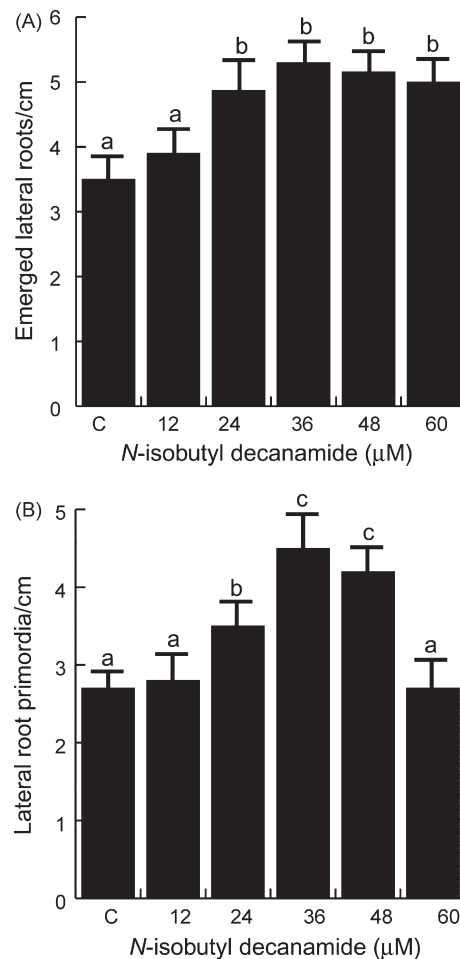 (A)
Emerged lateral roots/cm
6
5
4
3
2
1
0
a
a
b
b
b
b
C 12 24 36 48 60
N-isobutyl decanamide (μM)
(B)
Lateral root primordia/cm
5
4
3
2
1
0
a
a
b
c
c
a
C 12 24 36 48 60
N-isobutyl decanamide (μM)